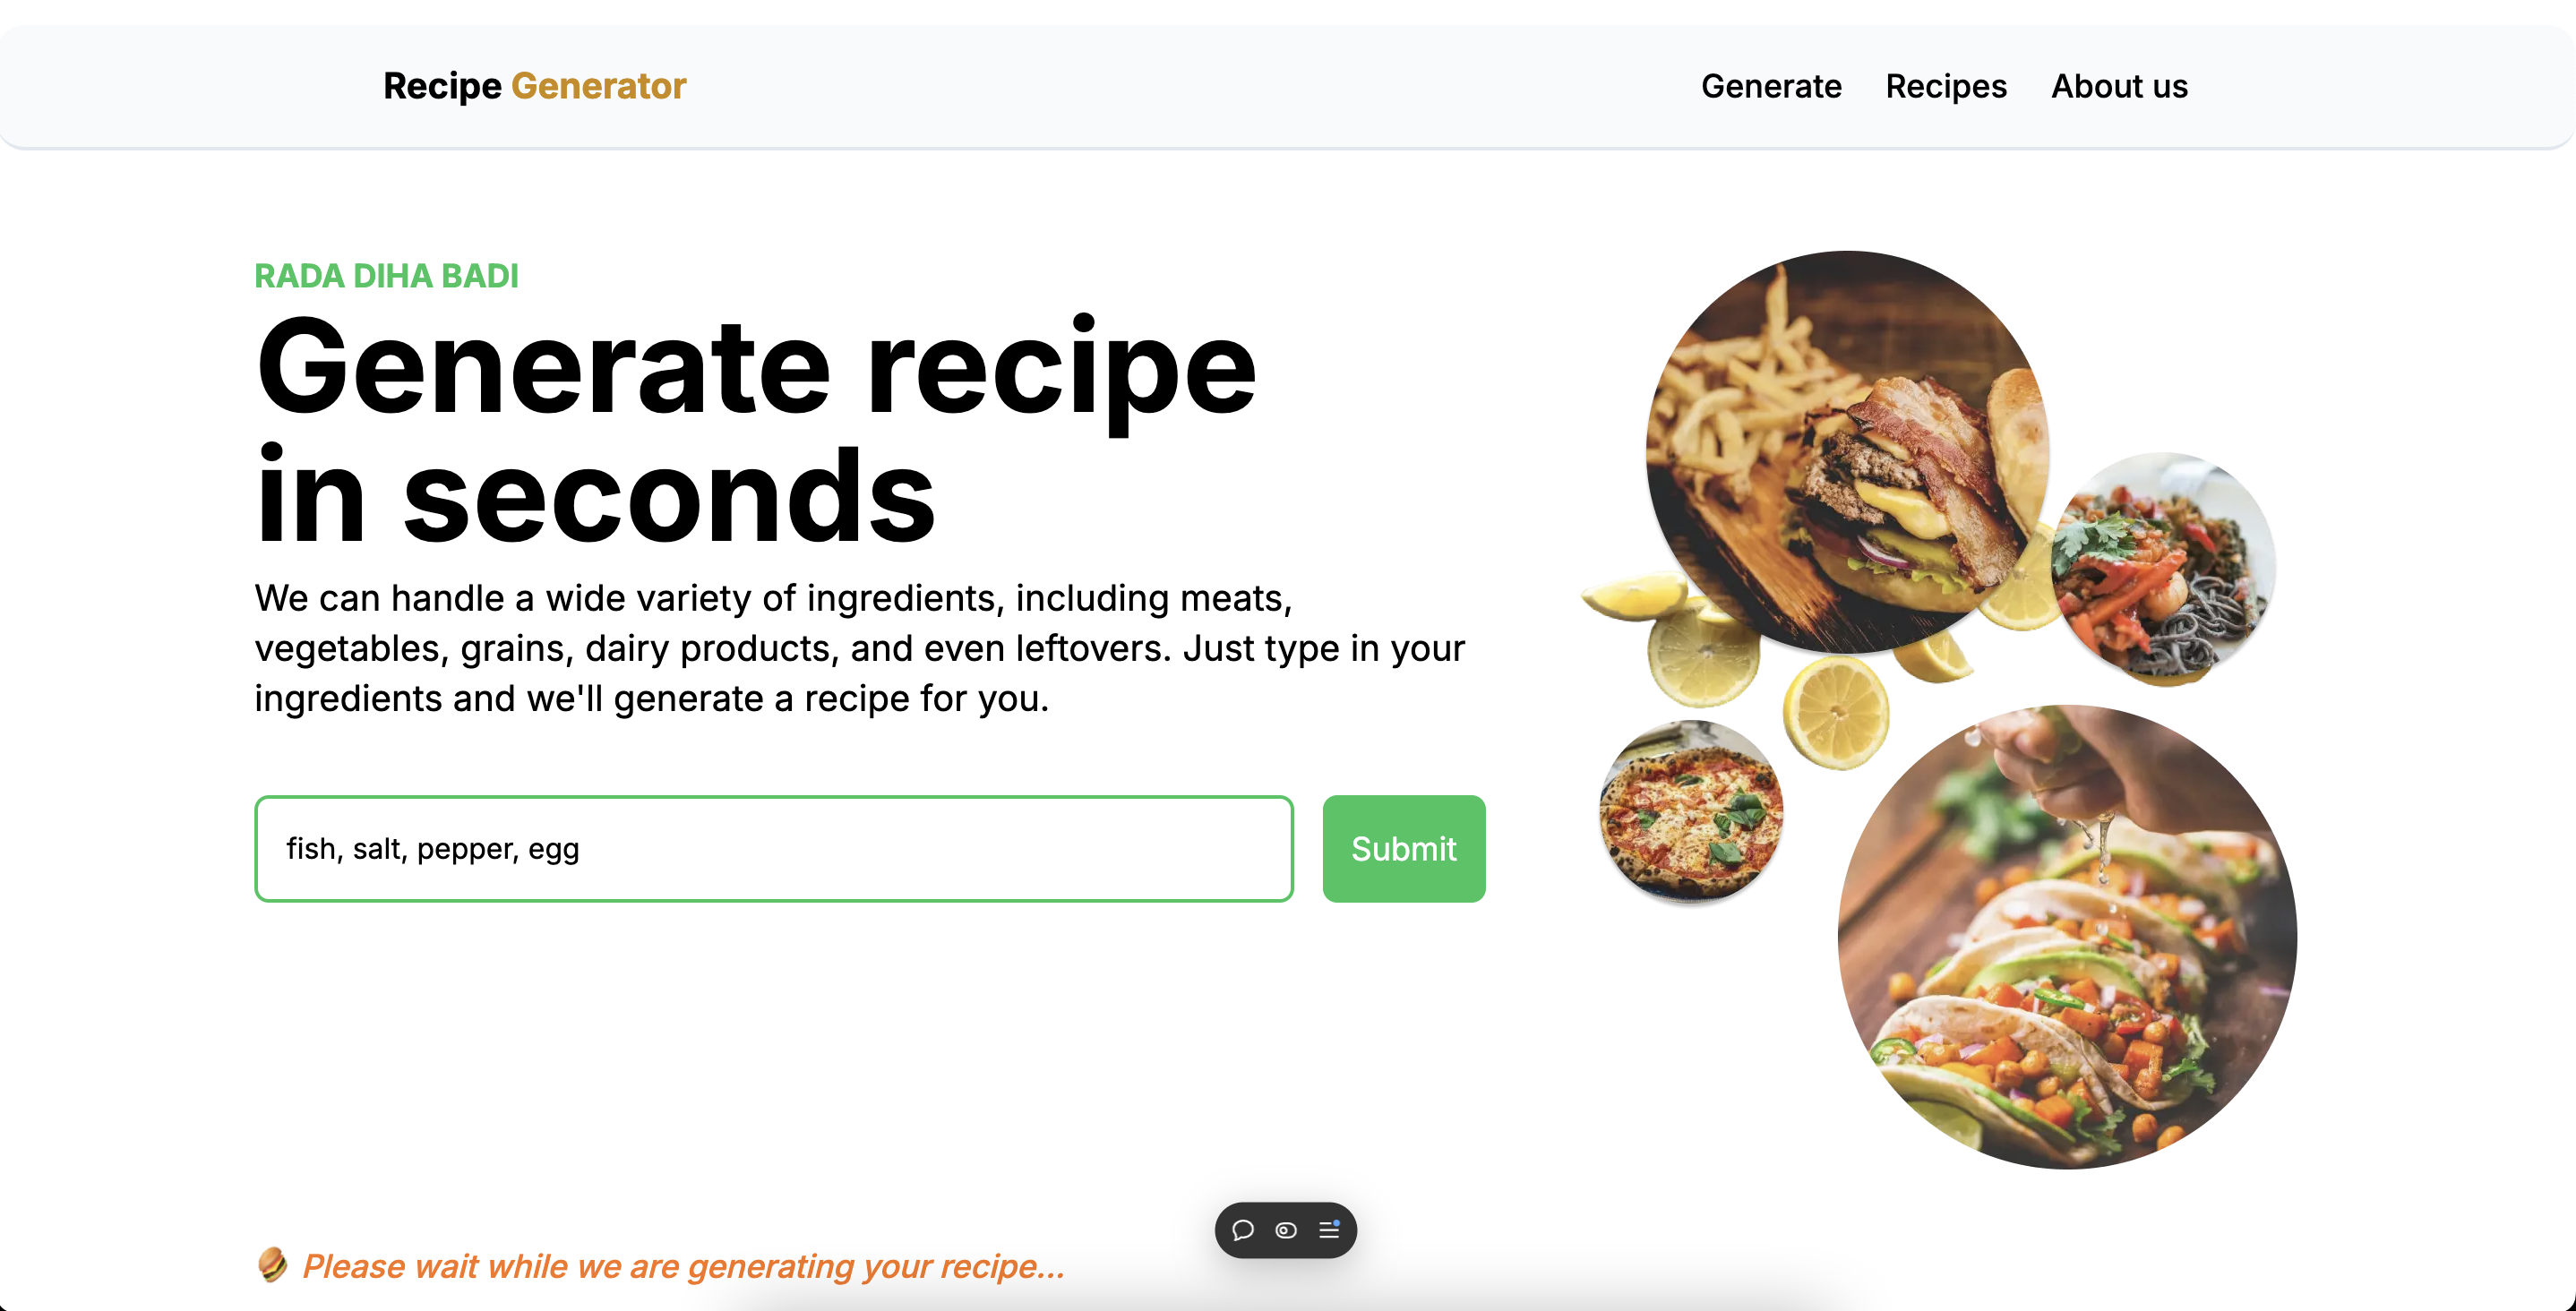 Recipe Generator
Generate Recipes About us
RADA DIHA BADI
Generate recipe
in seconds
We can handle a wide variety of ingredients, including meats,
vegetables, grains, dairy products, and even leftovers. Just type in your
ingredients and we'll generate a recipe for you.
fish, salt, pepper, egg
Submit
Please wait while we are generating your recipe...